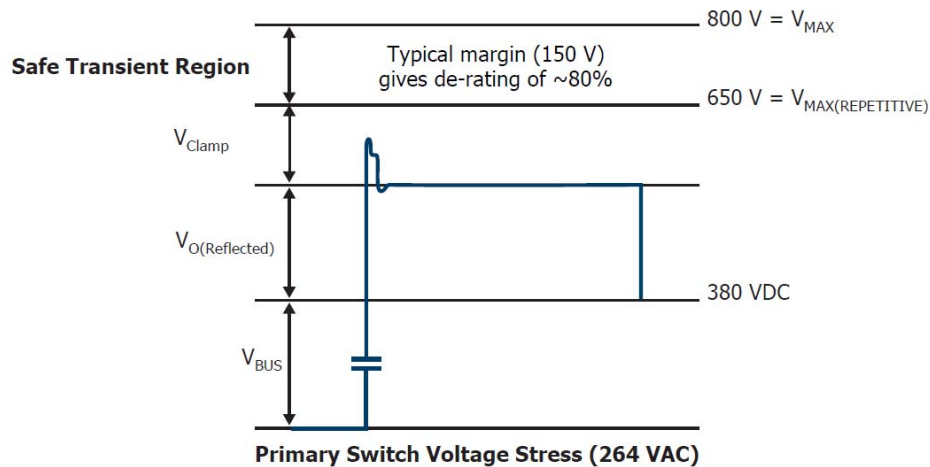 800 V = VMAX
Safe Transient Region
Typical margin (150 V)
gives de-rating of ~80%
650 V = VMAX(REPETITIVE)
VClamp
VO(Reflected)
380 VDC
VBUS
Primary Switch Voltage Stress (264 VAC)